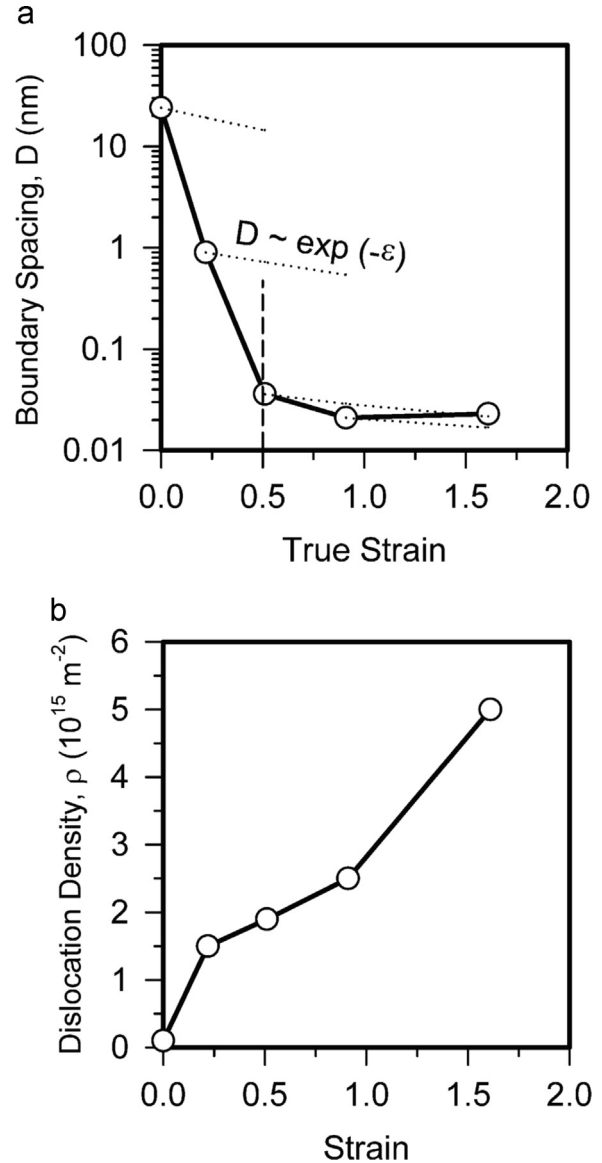 a
Boundary Spacing, D (nm)
100
10
1
0.1
0.01
D ~ exp (-ε)
0.0 0.5 1.0 1.5 2.0
True Strain
b
Dislocation Density, ρ (10¹⁵ m⁻²)
6
5
4
3
2
1
0
0.0 0.5 1.0 1.5 2.0
Strain